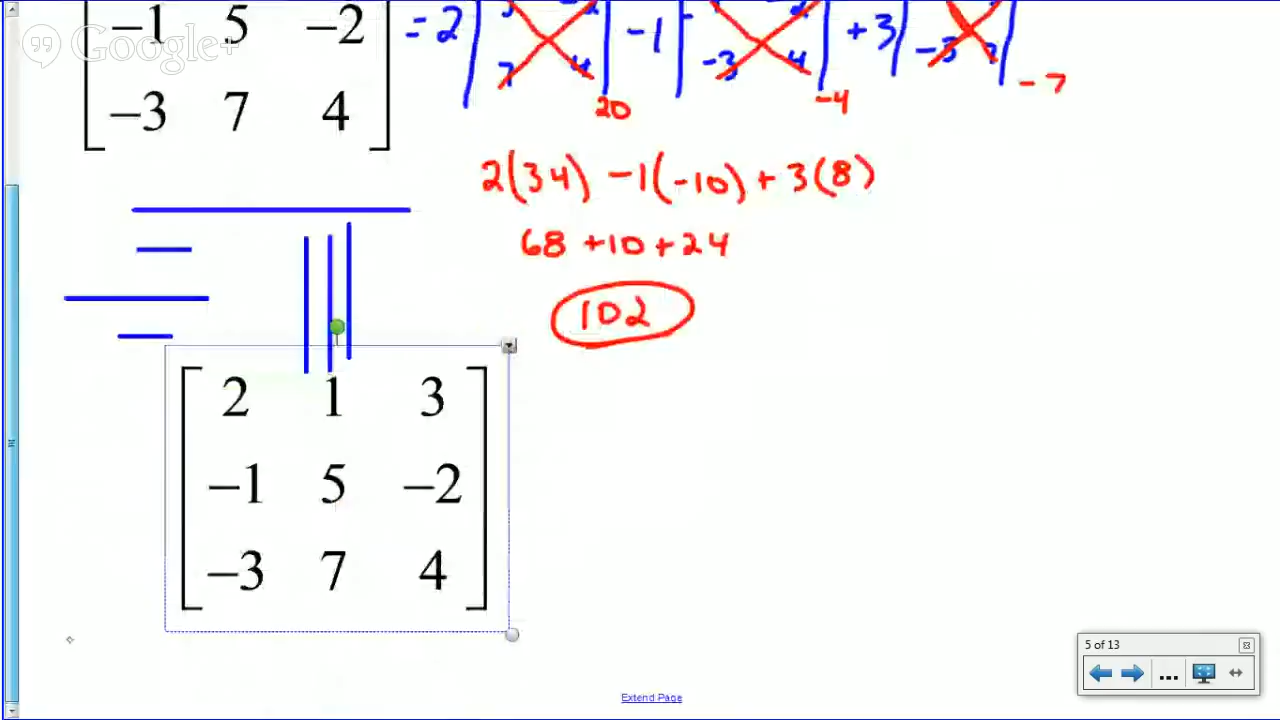 Google+
−1 5 −2 = 2 | 7 4 | −1 | −3 4 | + 3 | −3 |
−3 7 4
20 −4 −7
2(34) −1(−10) + 3(8)
68 +10 +24
102
2 1 3
−1 5 −2
−3 7 4
5 of 13
...
Extend Page